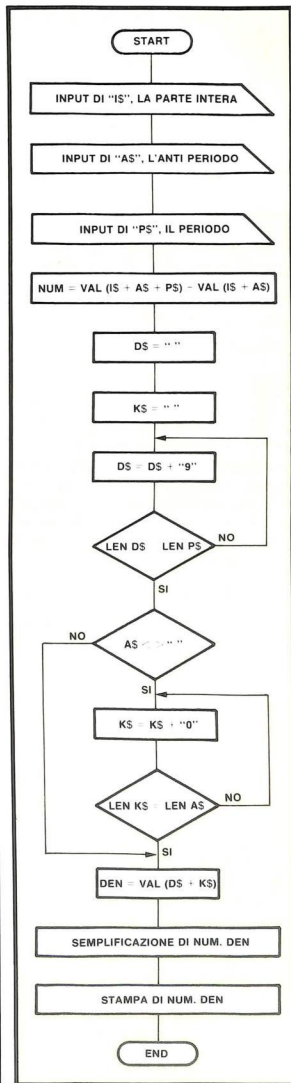 START
INPUT DI "I$", LA PARTE INTERA
INPUT DI "A$", L'ANTI PERIODO
INPUT DI "P$", IL PERIODO
NUM = VAL (I$ + A$ + P$) - VAL (I$ + A$)
D$ = " "
K$ = " "
D$ = D$ + "9"
LEN D$ LEN P$
NO
SI
NO
A$ < > " "
SI
K$ = K$ + "0"
LEN K$ = LEN A$
NO
SI
DEN = VAL (D$ + K$)
SEMPLIFICAZIONE DI NUM. DEN
STAMPA DI NUM. DEN
END